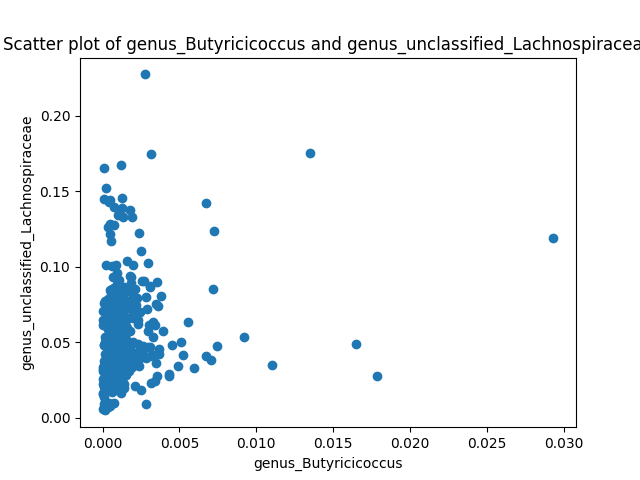 Scatter plot of genus_Butyricicoccus and genus_unclassified_Lachnospiracea
genus_unclassified_Lachnospiraceae
0.20
0.15
0.10
0.05
0.00
0.000 0.005 0.010 0.015 0.020 0.025 0.030
genus_Butyricicoccus